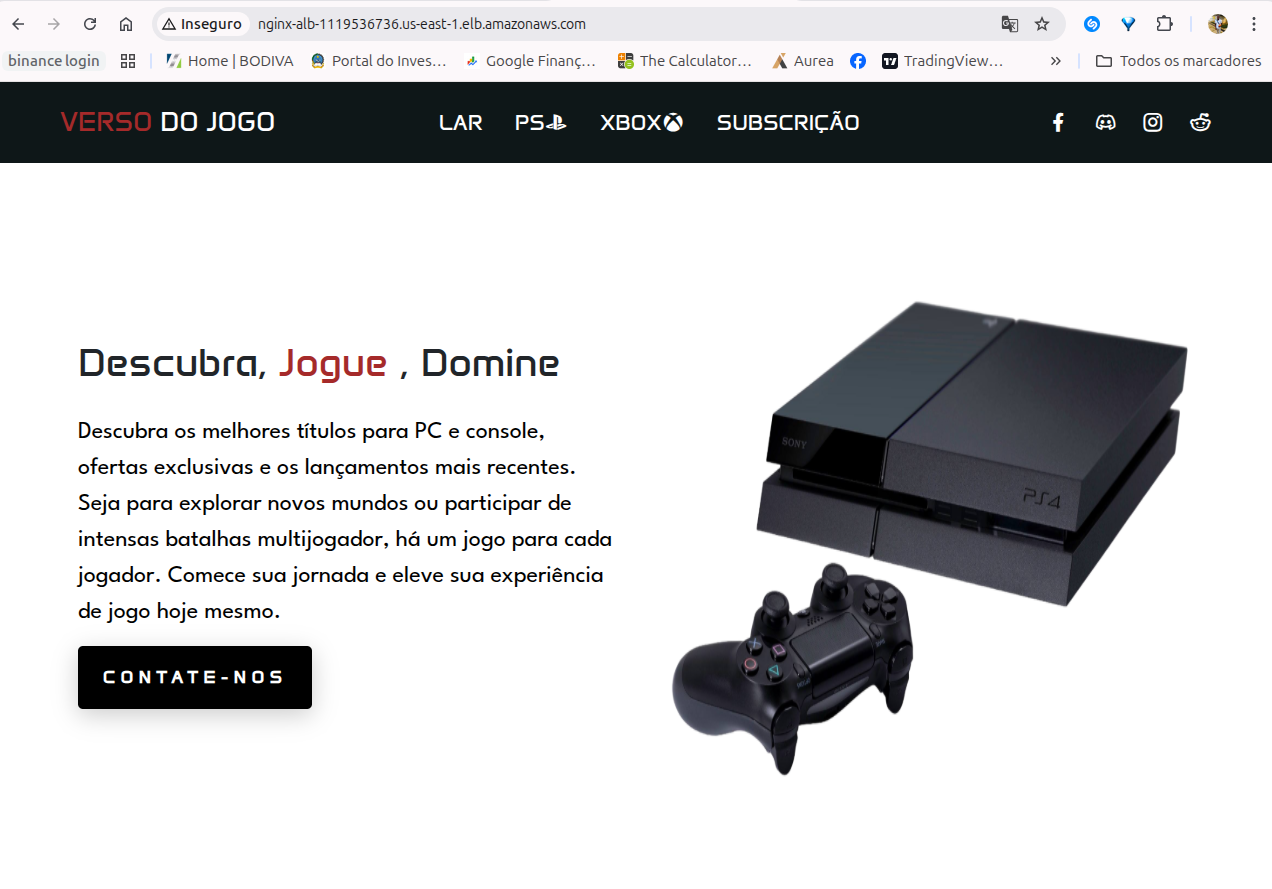 Inseguro
nginx-alb-1119536736.us-east-1.elb.amazonaws.com
binance login
Home | BODIVA
Portal do Inves...
Google Finanç...
The Calculator...
Aurea
TradingView...
»
Todos os marcadores
VERSO DO JOGO
LAR
PS
XBOX
SUBSCRIÇÃO
Descubra, Jogue , Domine
Descubra os melhores títulos para PC e console,
ofertas exclusivas e os lançamentos mais recentes.
Seja para explorar novos mundos ou participar de
intensas batalhas multijogador, há um jogo para cada
jogador. Comece sua jornada e eleve sua experiência
de jogo hoje mesmo.
CONTATE-NOS
SONY
PS4